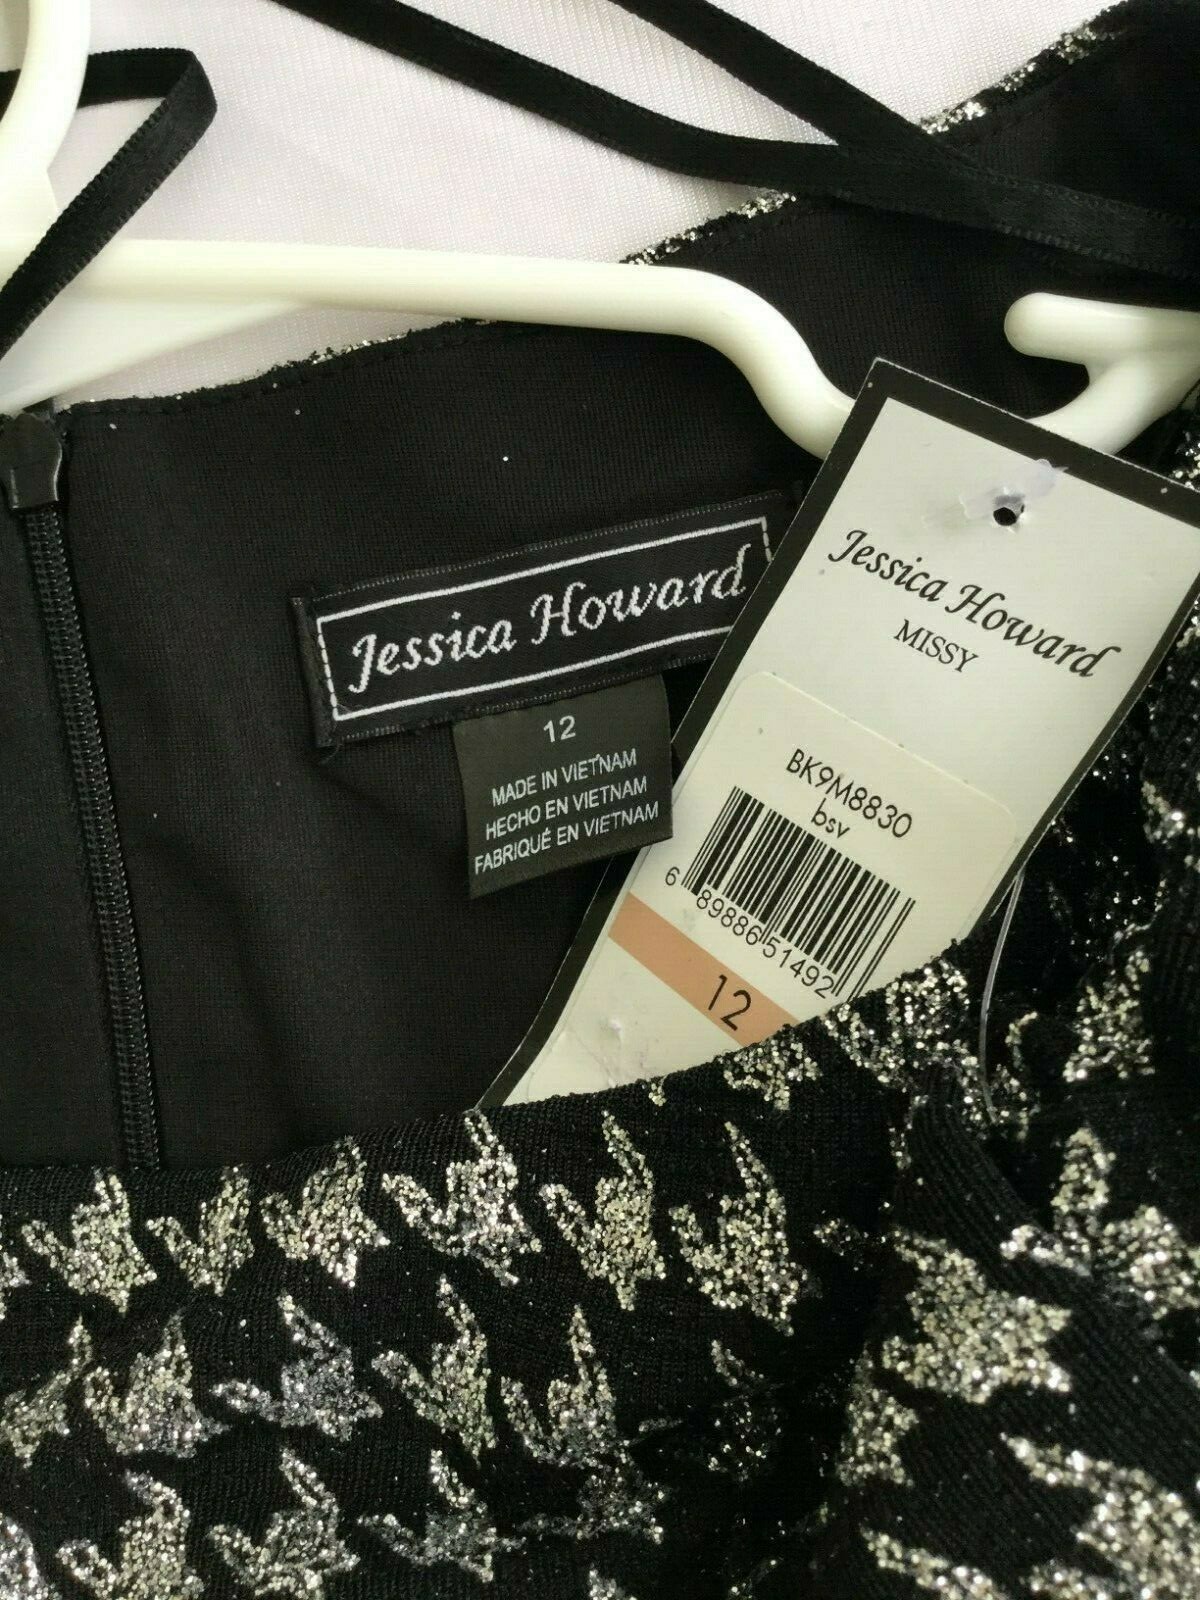 Jessica Howard
12
MADE IN VIETNAM
HECHO EN VIETNAM
FABRIQUÉ EN VIETNAM
Jessica Howard
MISSY
BK9M8830
bsv
6 89886 51492
12